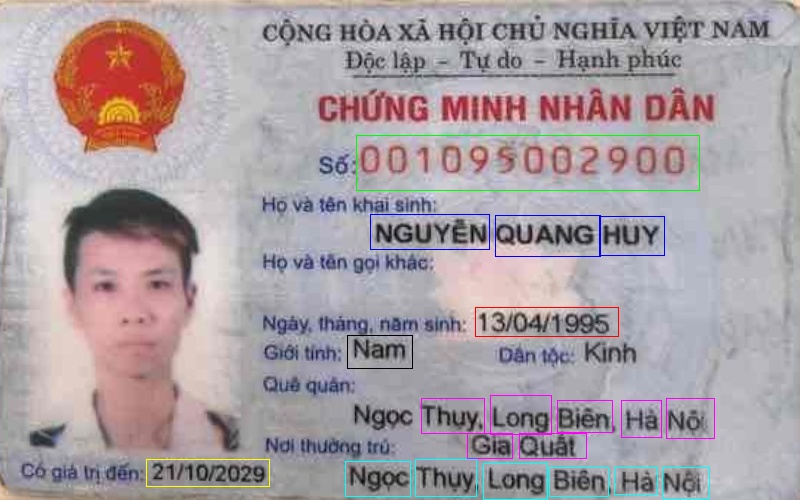 CỘNG HÒA XÃ HỘI CHỦ NGHĨA VIỆT NAM
Độc lập - Tự do - Hạnh phúc
CHỨNG MINH NHÂN DÂN
Số: 001095002900
Họ và tên khai sinh:
NGUYỄN QUANG HUY
Họ và tên gọi khác:
Ngày, tháng, năm sinh: 13/04/1995
Giới tính: Nam Dân tộc: Kinh
Quê quán:
Ngọc Thụy, Long Biên, Hà Nội
Nơi thường trú: Gia Quất
Có giá trị đến: 21/10/2029 Ngọc Thụy, Long Biên, Hà Nội